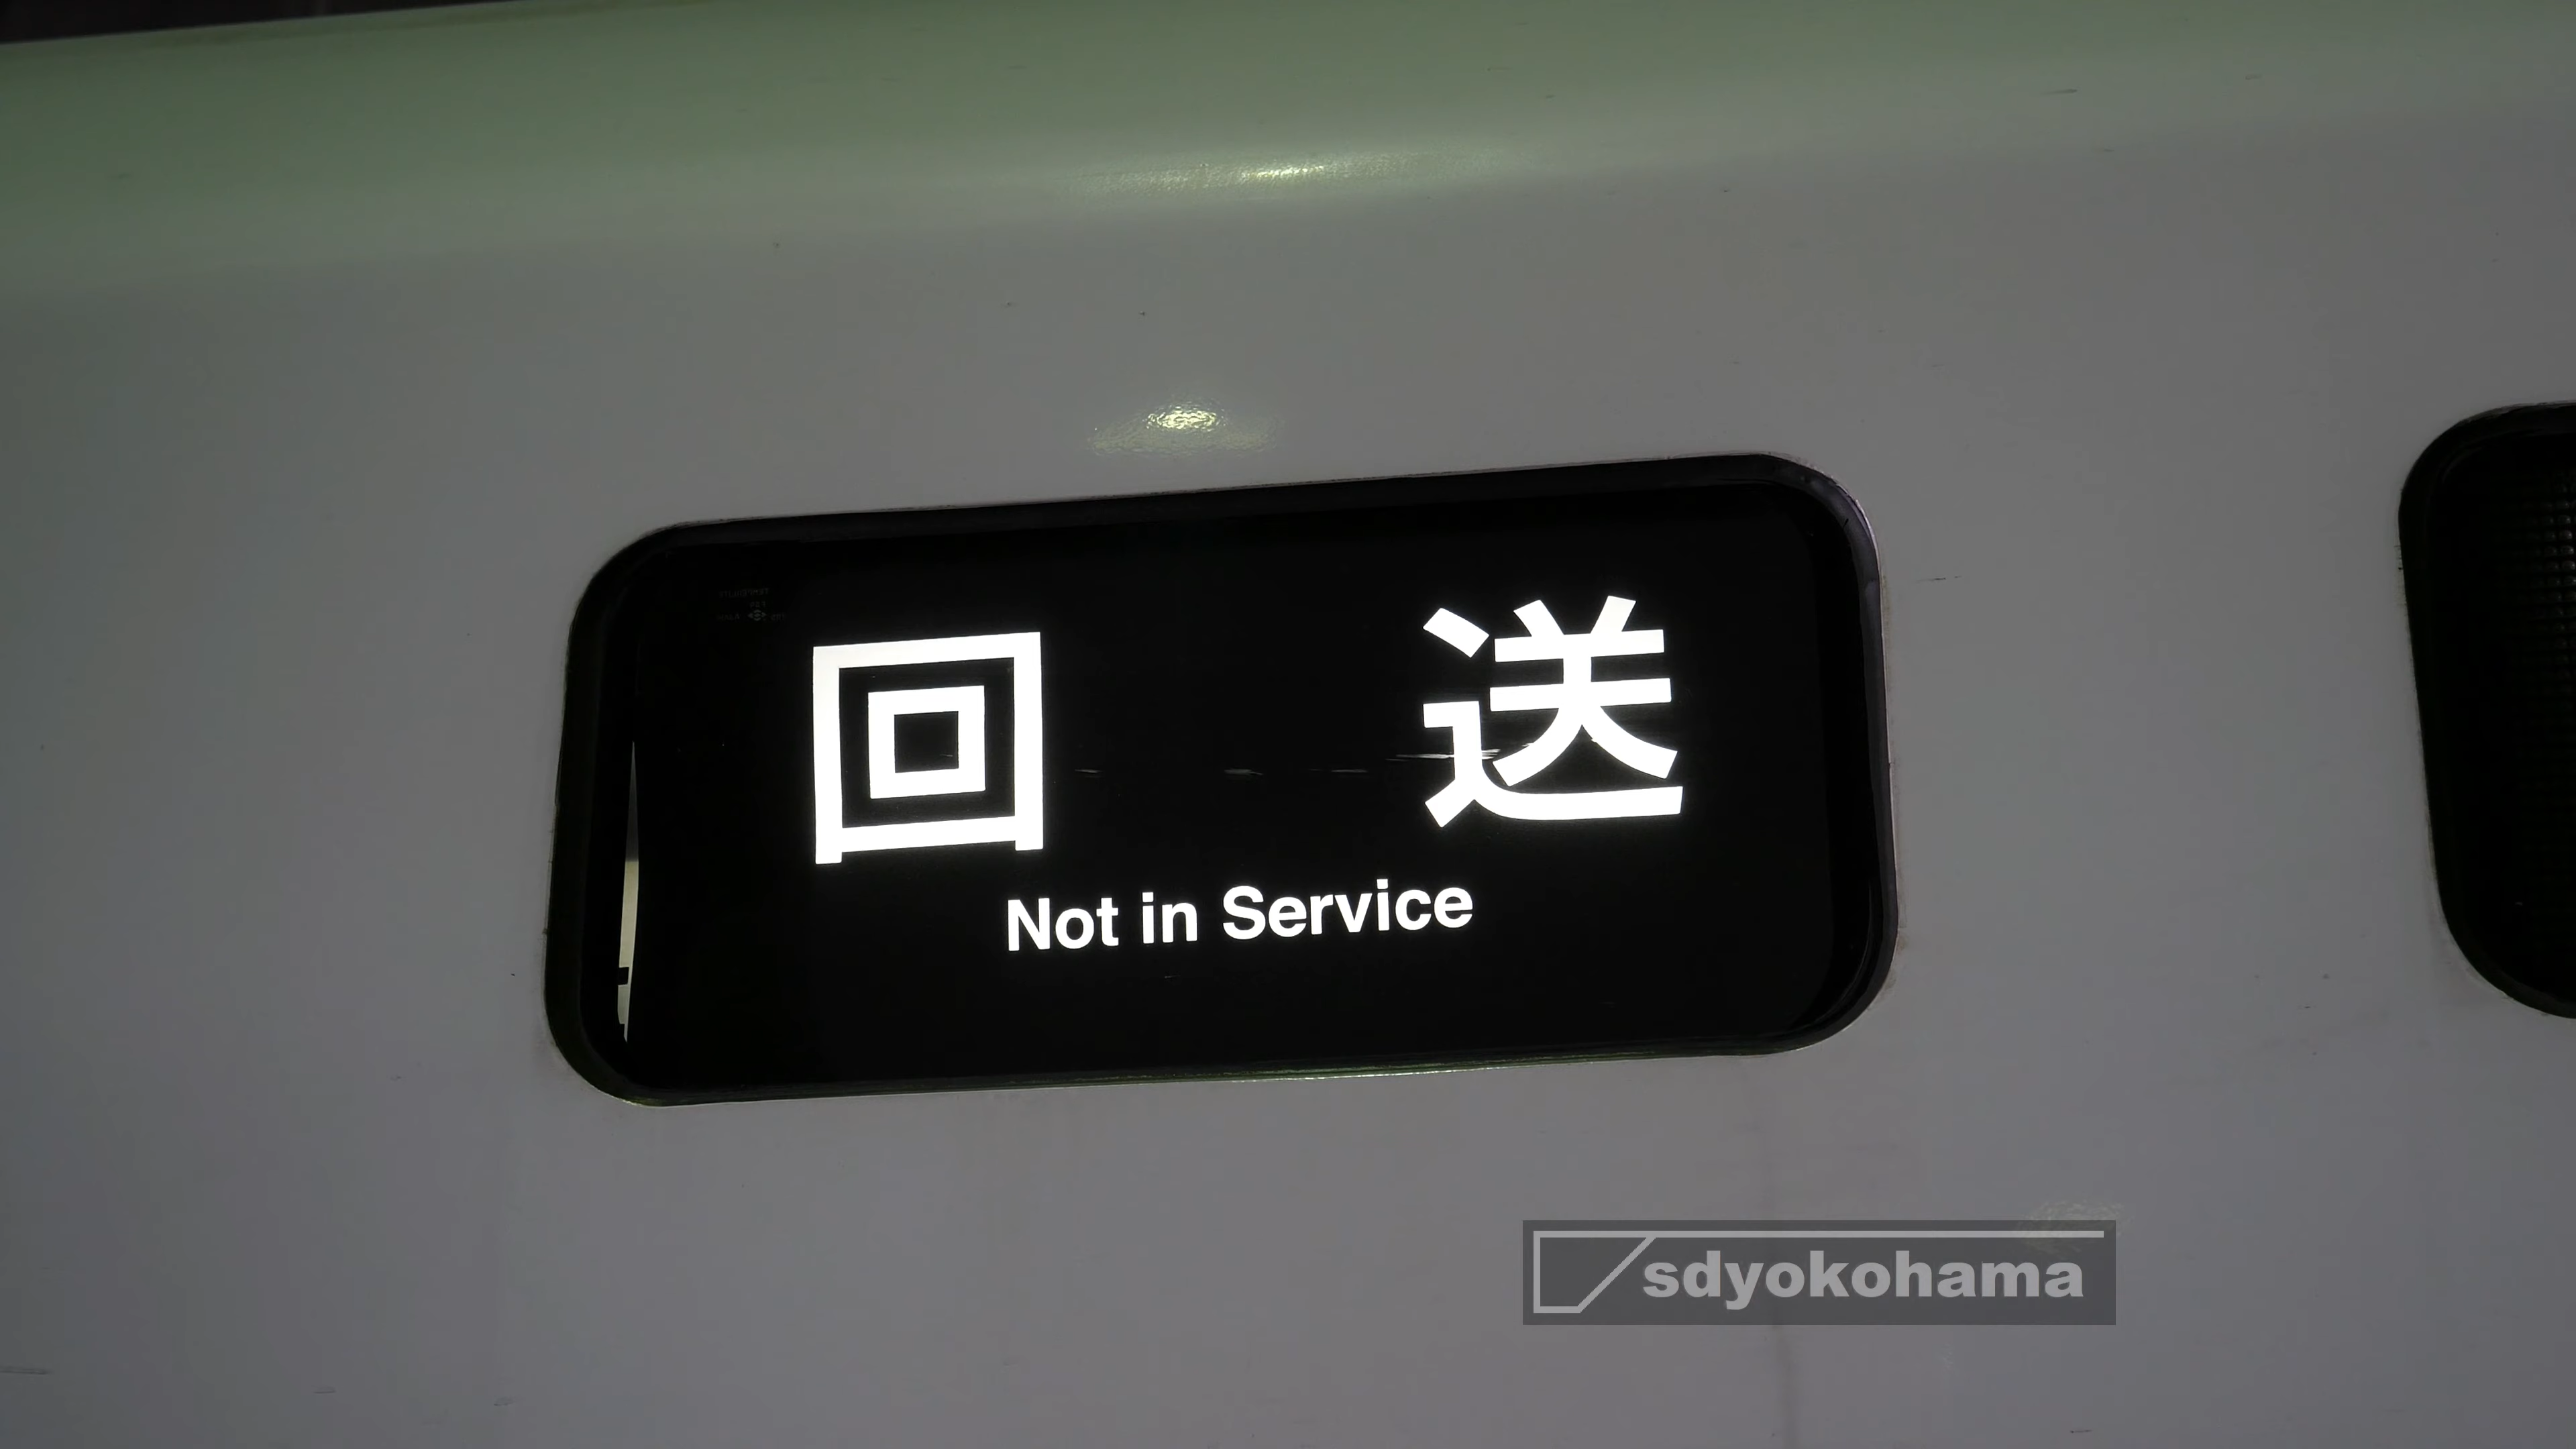 回 送
Not in Service
sdyokohama